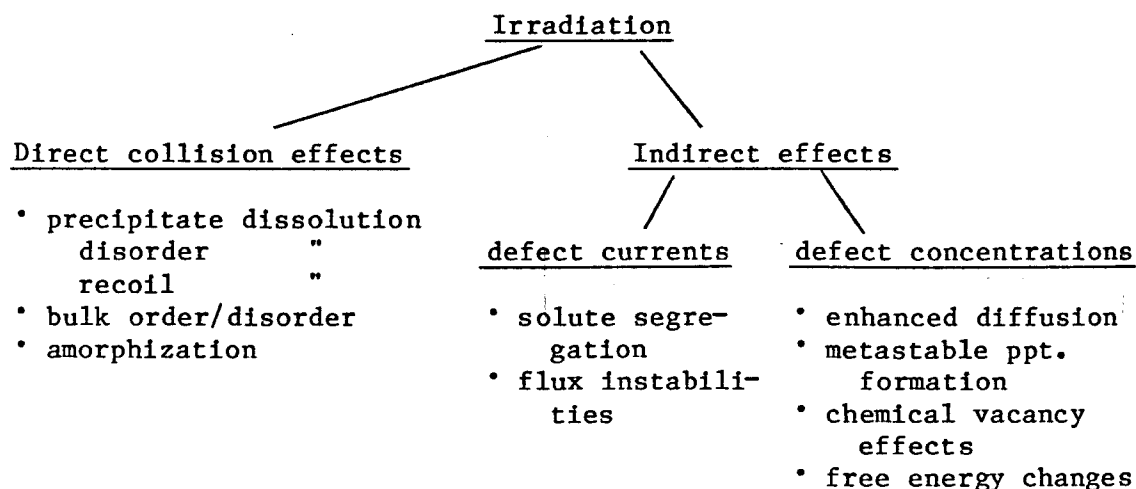 Irradiation
Direct collision effects
• precipitate dissolution
disorder "
recoil "
• bulk order/disorder
• amorphization
Indirect effects
defect currents
• solute segre-
gation
• flux instabili-
ties
defect concentrations
• enhanced diffusion
• metastable ppt.
formation
• chemical vacancy
effects
• free energy changes